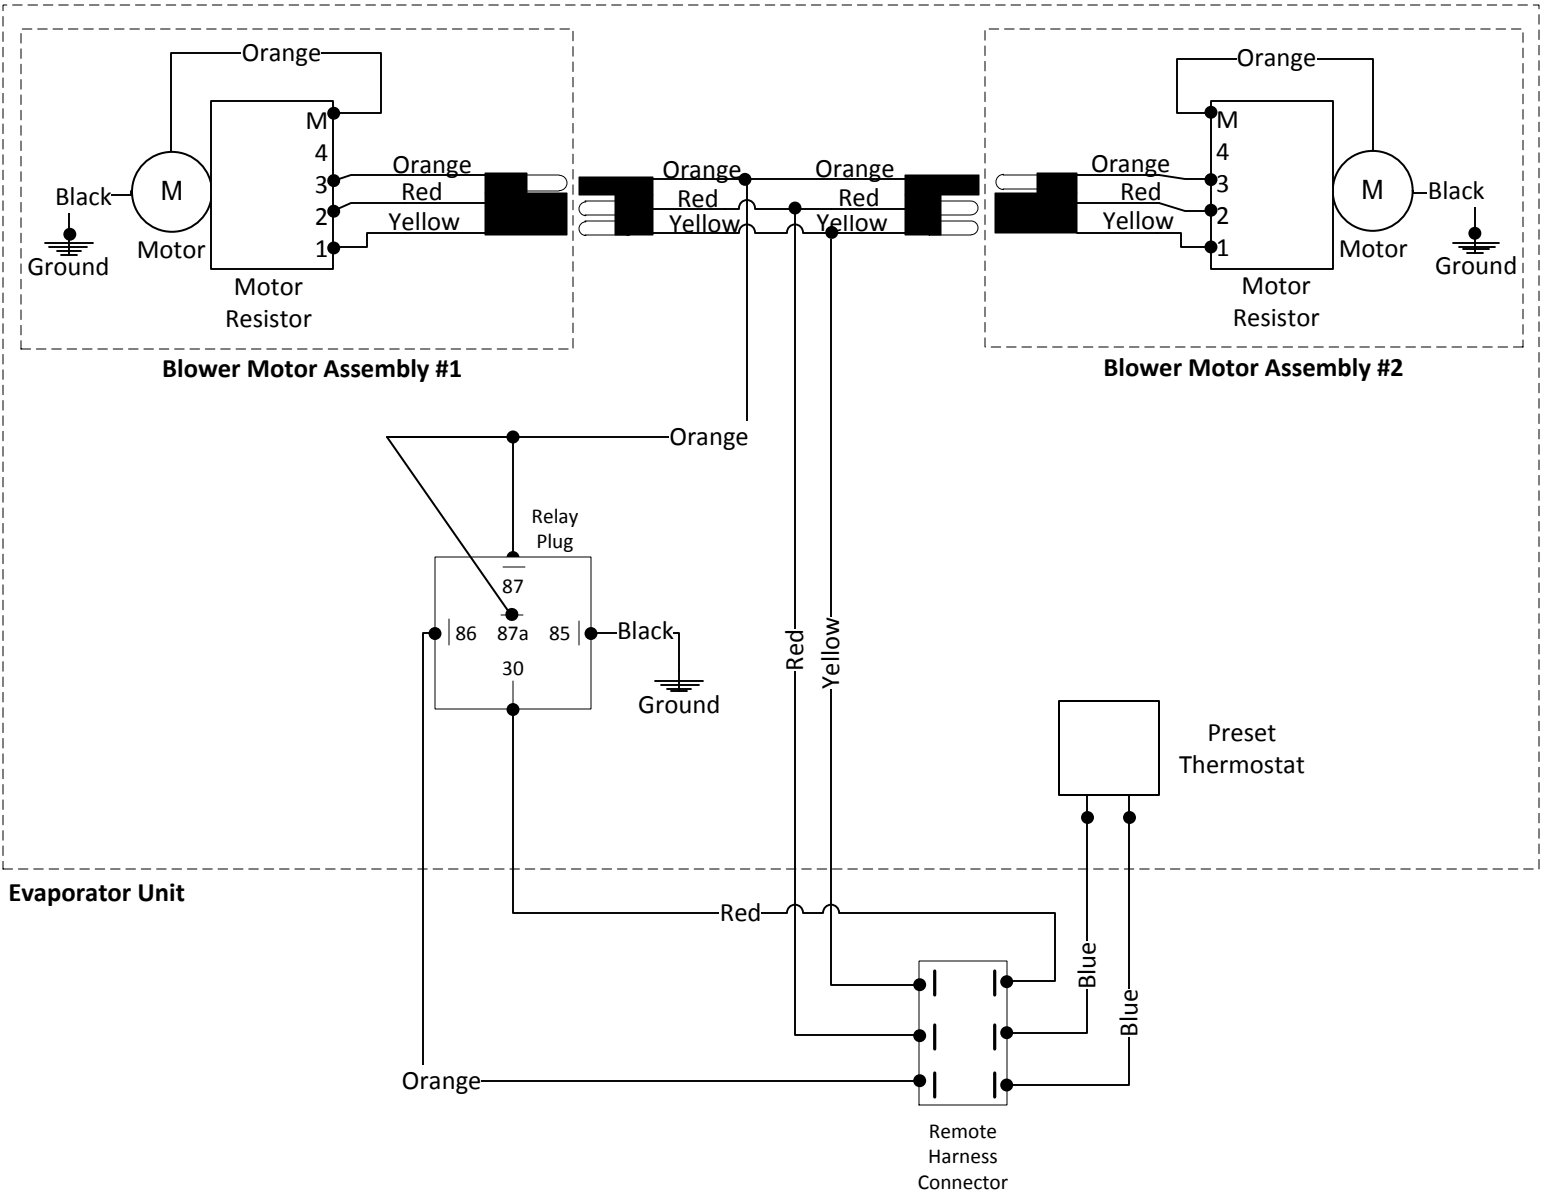 Orange
M
4
3
2
1
M
Black
Motor
Ground
Orange
Red
Yellow
Motor
Resistor
Blower Motor Assembly #1
Orange
Red
Yellow
Orange
Red
Yellow
Orange
M
4
3
2
1
M
Black
Motor
Ground
Orange
Red
Yellow
Motor
Resistor
Blower Motor Assembly #2
Orange
Relay
Plug
87
86
87a
85
30
Black
Ground
Red
Yellow
Preset
Thermostat
Evaporator Unit
Red
Blue
Blue
Orange
Remote
Harness
Connector